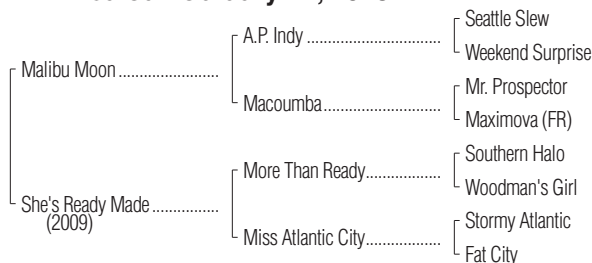 Seattle Slew
A.P. Indy
Weekend Surprise
Malibu Moon
Mr. Prospector
Macoumba
Maximova (FR)
Southern Halo
More Than Ready
Woodman's Girl
She's Ready Made
(2009)
Stormy Atlantic
Miss Atlantic City
Fat City